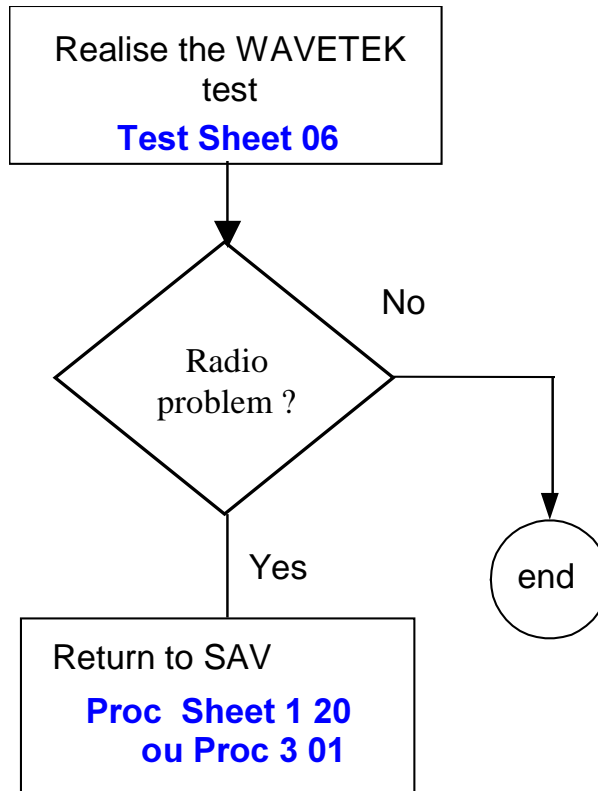 Realise the WAVETEK
test
Test Sheet 06
No
Radio
problem ?
Yes
end
Return to SAV
Proc Sheet 1 20
ou Proc 3 01